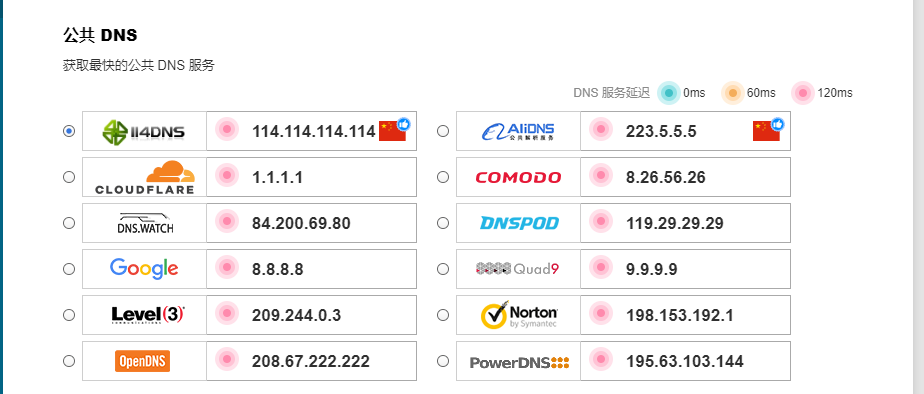 公共 DNS
获取最快的公共 DNS 服务
DNS 服务延迟 0ms 60ms 120ms
114DNS 114.114.114.114
AliDNS 公共解析服务 223.5.5.5
CLOUDFLARE 1.1.1.1
COMODO 8.26.56.26
DNS.WATCH 84.200.69.80
DNSPOD 119.29.29.29
Google 8.8.8.8
Quad9 9.9.9.9
Level(3) COMMUNICATIONS 209.244.0.3
Norton by Symantec 198.153.192.1
OpenDNS 208.67.222.222
PowerDNS 195.63.103.144